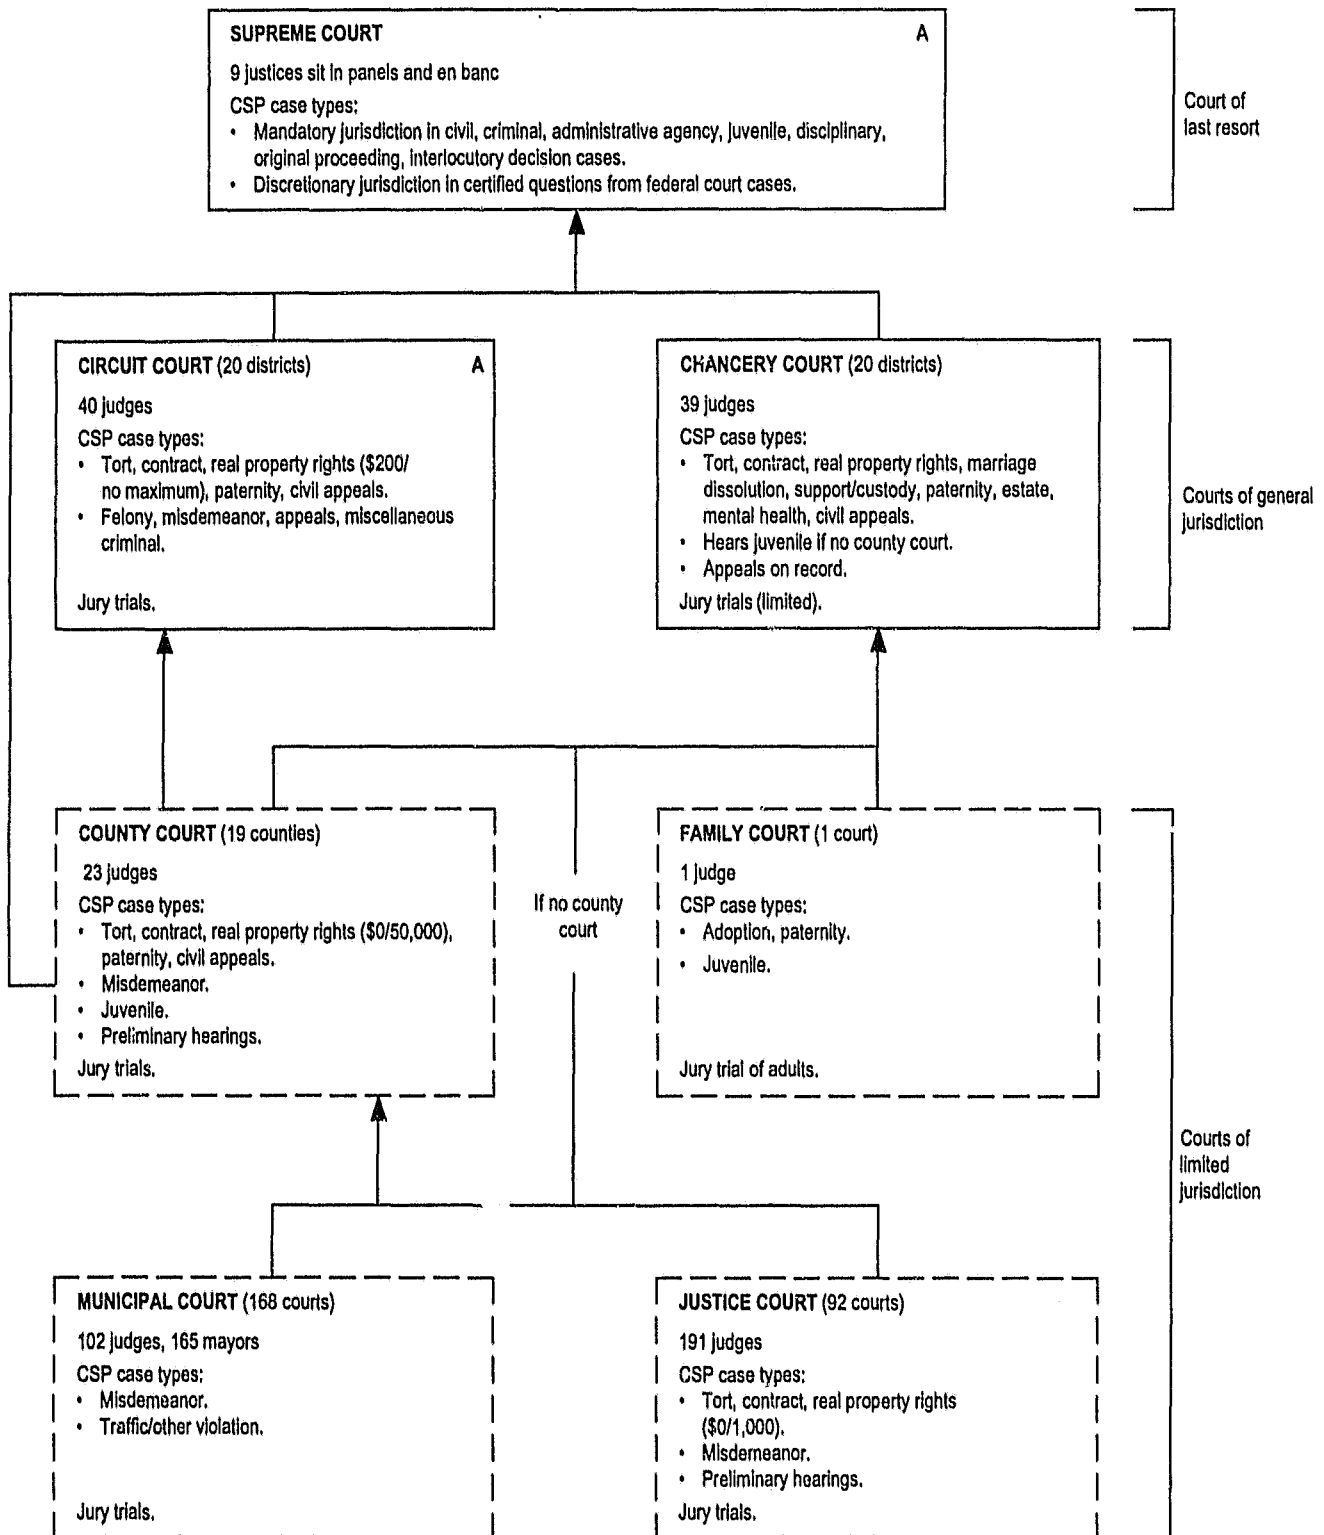 SUPREME COURT A
9 justices sit in panels and en banc
CSP case types:
• Mandatory jurisdiction in civil, criminal, administrative agency, juvenile, disciplinary,
original proceeding, interlocutory decision cases.
• Discretionary jurisdiction in certified questions from federal court cases.
Court of
last resort
CIRCUIT COURT (20 districts) A
40 judges
CSP case types:
• Tort, contract, real property rights ($200/
no maximum), paternity, civil appeals.
• Felony, misdemeanor, appeals, miscellaneous
criminal.
Jury trials.
CHANCERY COURT (20 districts)
39 judges
CSP case types:
• Tort, contract, real property rights, marriage
dissolution, support/custody, paternity, estate,
mental health, civil appeals.
• Hears juvenile if no county court.
• Appeals on record.
Jury trials (limited).
Courts of general
jurisdiction
COUNTY COURT (19 counties)
23 judges
CSP case types:
• Tort, contract, real property rights ($0/50,000),
paternity, civil appeals.
• Misdemeanor.
• Juvenile.
• Preliminary hearings.
Jury trials.
If no county
court
FAMILY COURT (1 court)
1 judge
CSP case types:
• Adoption, paternity.
• Juvenile.
Jury trial of adults.
Courts of
limited
jurisdiction
MUNICIPAL COURT (168 courts)
102 judges, 165 mayors
CSP case types:
• Misdemeanor.
• Traffic/other violation.
Jury trials.
JUSTICE COURT (92 courts)
191 judges
CSP case types:
• Tort, contract, real property rights
($0/1,000).
• Misdemeanor.
• Preliminary hearings.
Jury trials.